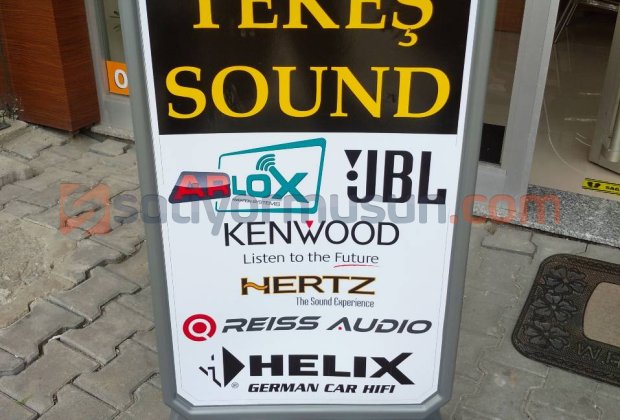 TEKEŞ
SOUND
ARLOX
JBL
satiyormusun.com
KENWOOD
Listen to the Future
HERTZ
The Sound Experience
REISS AUDIO
HELIX
®
GERMAN CAR HIFI